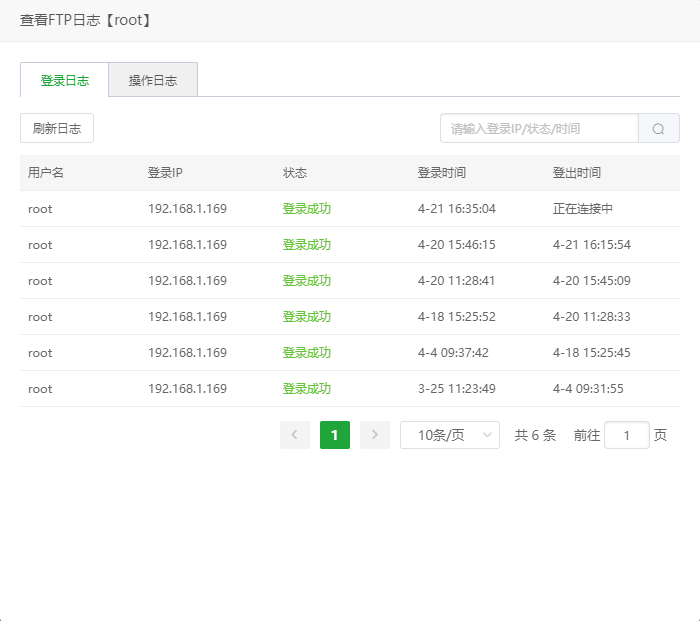 查看FTP日志【root】
登录日志 操作日志
刷新日志 请输入登录IP/状态/时间
用户名 登录IP 状态 登录时间 登出时间
root 192.168.1.169 登录成功 4-21 16:35:04 正在连接中
root 192.168.1.169 登录成功 4-20 15:46:15 4-21 16:15:54
root 192.168.1.169 登录成功 4-20 11:28:41 4-20 15:45:09
root 192.168.1.169 登录成功 4-18 15:25:52 4-20 11:28:33
root 192.168.1.169 登录成功 4-4 09:37:42 4-18 15:25:45
root 192.168.1.169 登录成功 3-25 11:23:49 4-4 09:31:55
1 10条/页 共 6 条 前往 1 页